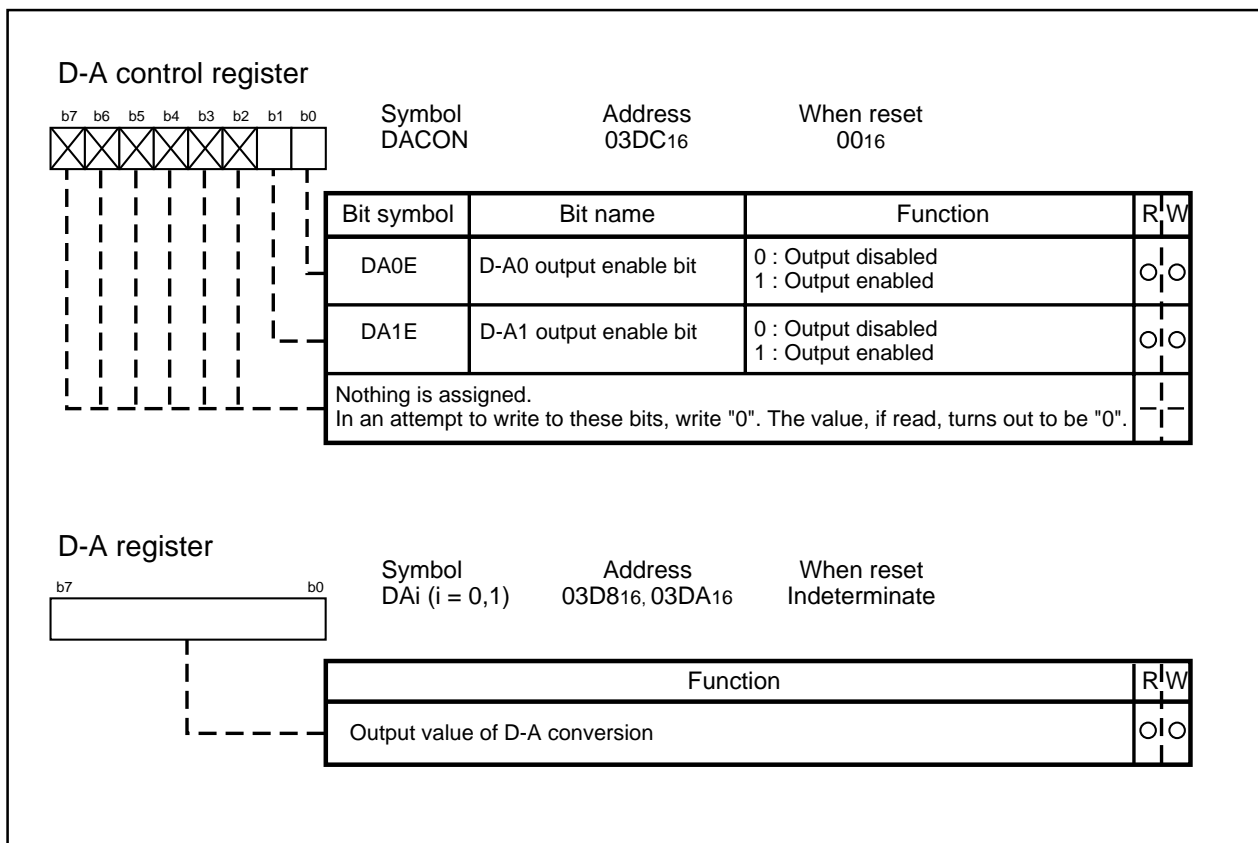 D-A control register
b7 b6 b5 b4 b3 b2 b1 b0
Symbol Address When reset
DACON 03DC16 0016
Bit symbol Bit name Function R W
DA0E D-A0 output enable bit 0 : Output disabled
1 : Output enabled
DA1E D-A1 output enable bit 0 : Output disabled
1 : Output enabled
Nothing is assigned.
In an attempt to write to these bits, write "0". The value, if read, turns out to be "0".
D-A register
b7 b0
Symbol Address When reset
DAi (i = 0,1) 03D816, 03DA16 Indeterminate
Function R W
Output value of D-A conversion